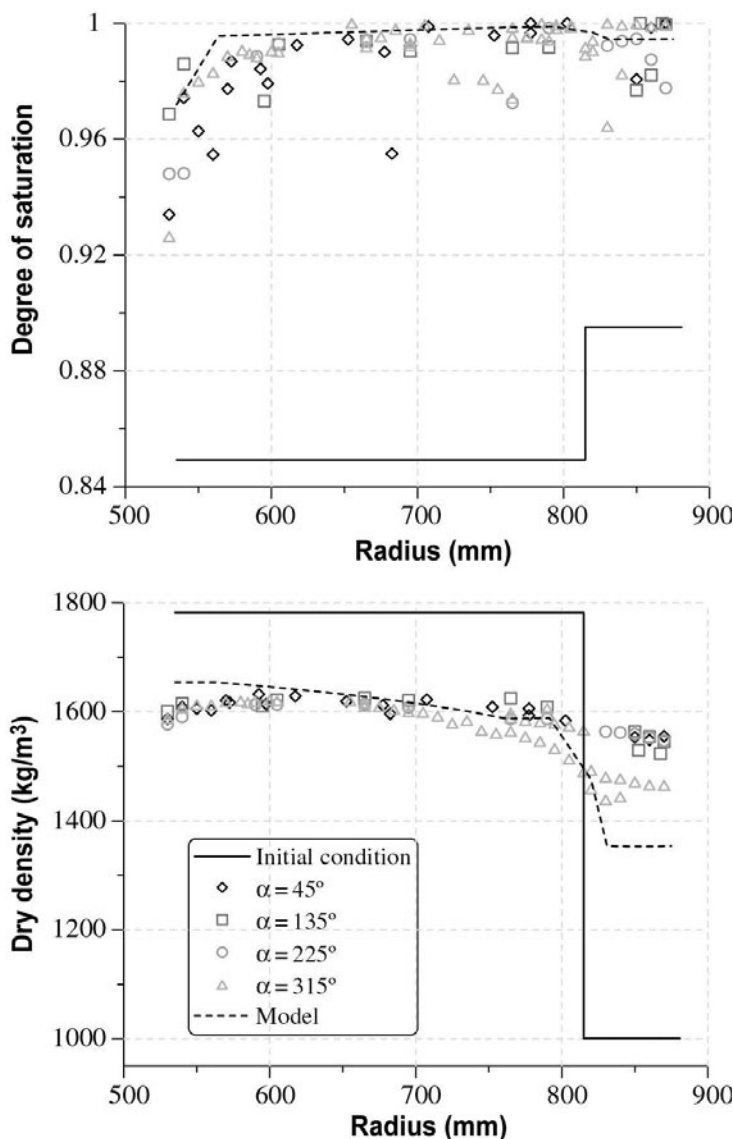 1
0.96
0.92
0.88
0.84
Degree of saturation
500 600 700 800 900
Radius (mm)
1800
1600
1400
1200
1000
Dry density (kg/m³)
Initial condition
α = 45º
α = 135º
α = 225º
α = 315º
Model
500 600 700 800 900
Radius (mm)